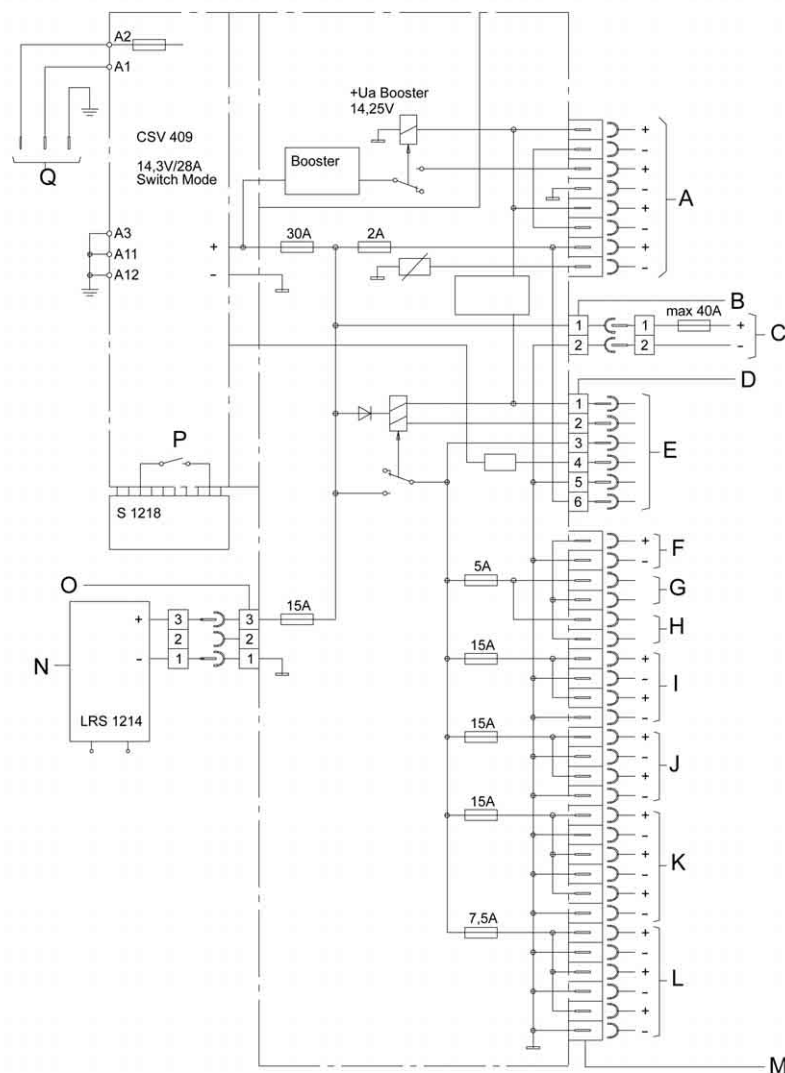 A2
A1
Q
CSV 409
14,3V/28A
Switch Mode
A3
A11
A12
+
-
+Ua Booster
14,25V
Booster
30A
2A
+
-
+
-
+
-
+
-
A
B
1
2
1
2
max 40A
+
-
C
D
1
2
3
4
5
6
E
P
S 1218
O
N
+
-
LRS 1214
3
2
1
3
2
1
15A
5A
15A
15A
15A
7,5A
+
-
F
G
H
+
-
+
-
I
+
-
+
-
J
+
-
+
-
+
-
K
+
-
+
-
+
-
L
M